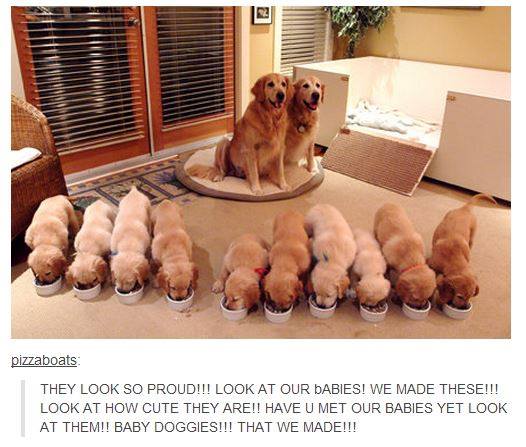 pizzaboats:
THEY LOOK SO PROUD!!! LOOK AT OUR bABIES! WE MADE THESE!!!
LOOK AT HOW CUTE THEY ARE!! HAVE U MET OUR BABIES YET LOOK
AT THEM!! BABY DOGGIES!!! THAT WE MADE!!!